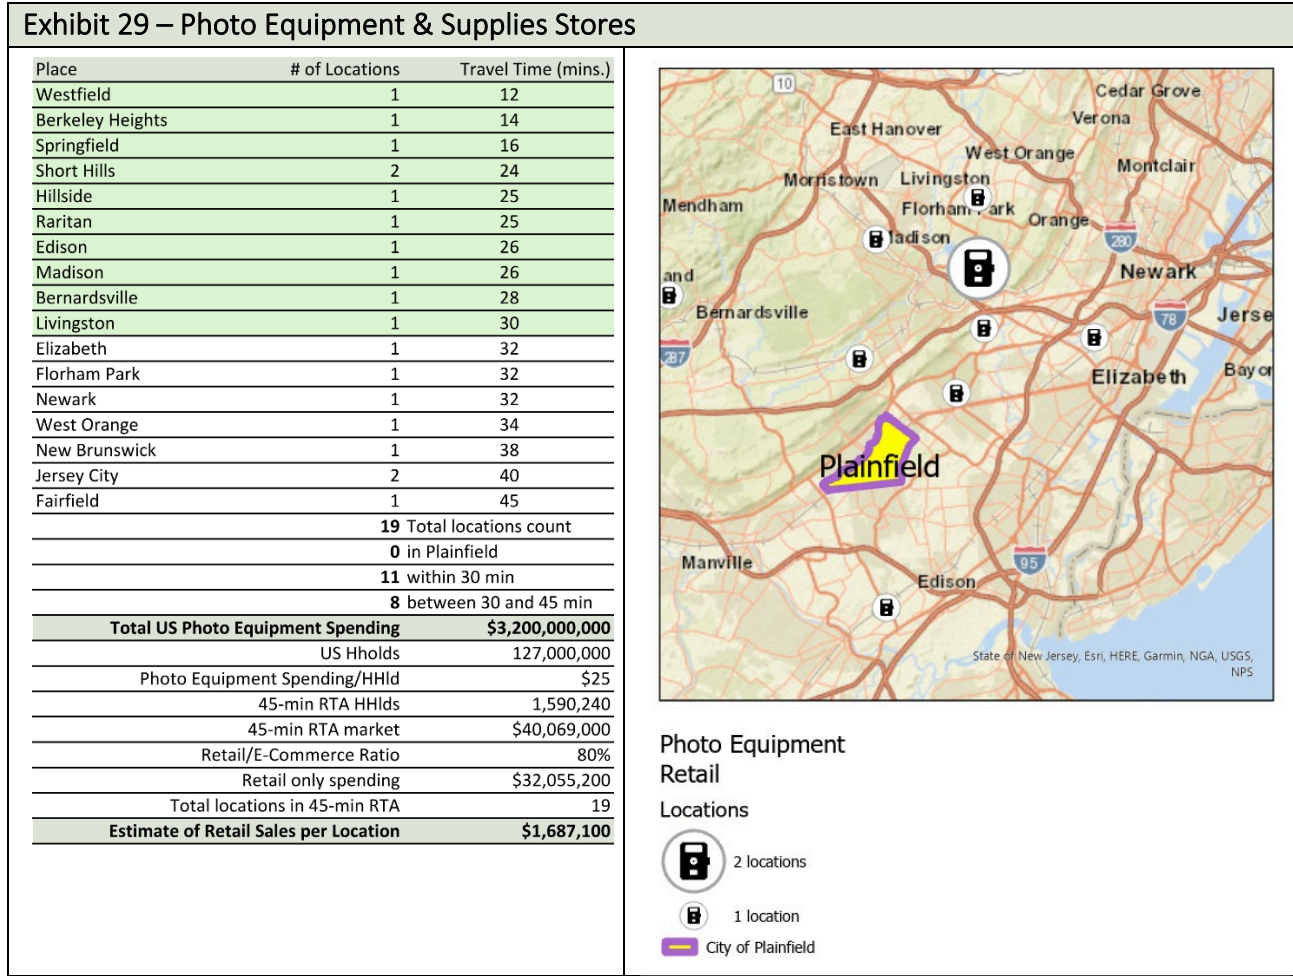 Exhibit 29 – Photo Equipment & Supplies Stores
Place # of Locations Travel Time (mins.)
Westfield 1 12
Berkeley Heights 1 14
Springfield 1 16
Short Hills 2 24
Hillside 1 25
Raritan 1 25
Edison 1 26
Madison 1 26
Bernardsville 1 28
Livingston 1 30
Elizabeth 1 32
Florham Park 1 32
Newark 1 32
West Orange 1 34
New Brunswick 1 38
Jersey City 2 40
Fairfield 1 45
19 Total locations count
0 in Plainfield
11 within 30 min
8 between 30 and 45 min
Total US Photo Equipment Spending $3,200,000,000
US Hholds 127,000,000
Photo Equipment Spending/HHld $25
45-min RTA HHlds 1,590,240
45-min RTA market $40,069,000
Retail/E-Commerce Ratio 80%
Retail only spending $32,055,200
Total locations in 45-min RTA 19
Estimate of Retail Sales per Location $1,687,100
10
Cedar Grove
Verona
East Hanover
West Orange
Montclair
Morristown Livingston
Mendham
Florham Park
Orange
Madison
280
Newark
and
Bernardsville
78
Jerse
287
Elizabeth
Bayon
Plainfield
Manville
95
Edison
State of New Jersey, Esri, HERE, Garmin, NGA, USGS,
NPS
Photo Equipment
Retail
Locations
2 locations
1 location
City of Plainfield